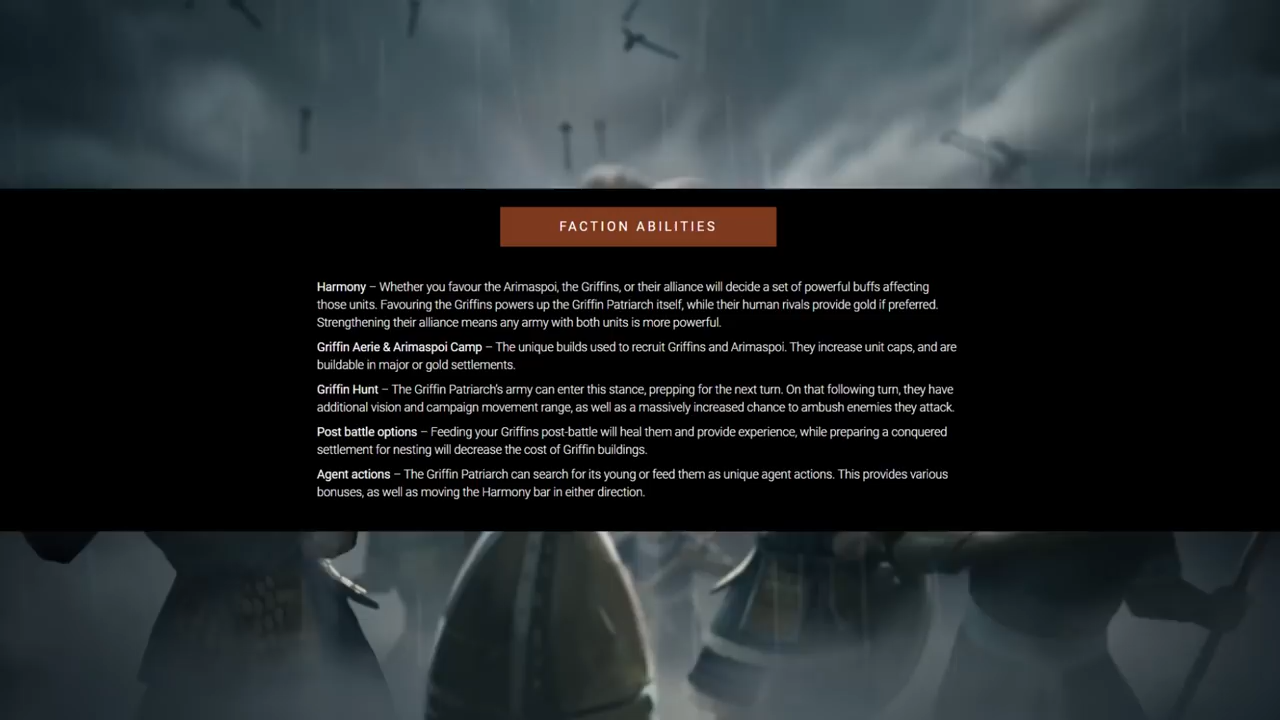 FACTION ABILITIES
Harmony – Whether you favour the Arimaspoi, the Griffins, or their alliance will decide a set of powerful buffs affecting
those units. Favouring the Griffins powers up the Griffin Patriarch itself, while their human rivals provide gold if preferred.
Strengthening their alliance means any army with both units is more powerful.
Griffin Aerie & Arimaspoi Camp – The unique builds used to recruit Griffins and Arimaspoi. They increase unit caps, and are
buildable in major or gold settlements.
Griffin Hunt – The Griffin Patriarch's army can enter this stance, prepping for the next turn. On that following turn, they have
additional vision and campaign movement range, as well as a massively increased chance to ambush enemies they attack.
Post battle options – Feeding your Griffins post-battle will heal them and provide experience, while preparing a conquered
settlement for nesting will decrease the cost of Griffin buildings.
Agent actions – The Griffin Patriarch can search for its young or feed them as unique agent actions. This provides various
bonuses, as well as moving the Harmony bar in either direction.